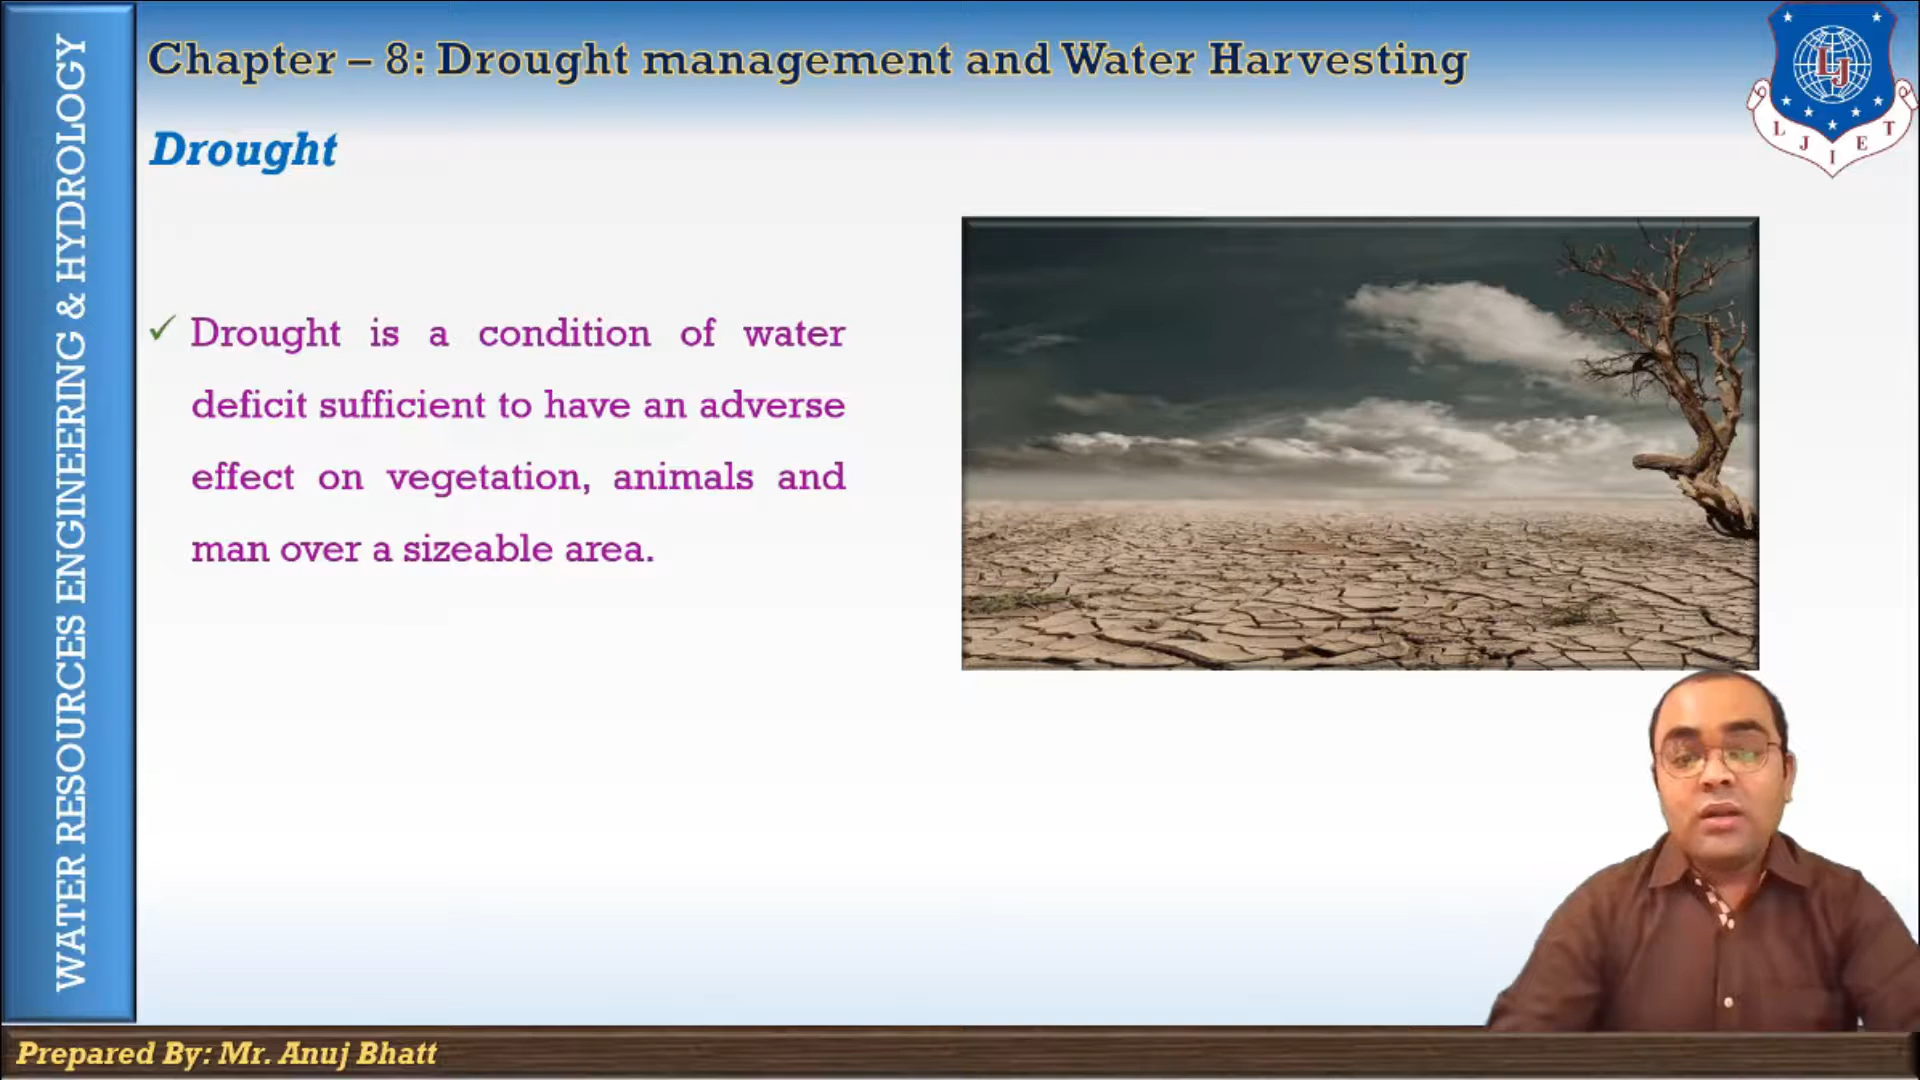 Chapter – 8: Drought management and Water Harvesting
Drought
✓ Drought is a condition of water
deficit sufficient to have an adverse
effect on vegetation, animals and
man over a sizeable area.
WATER RESOURCES ENGINEERING & HYDROLOGY
LJ
L J I E T
Prepared By: Mr. Anuj Bhatt